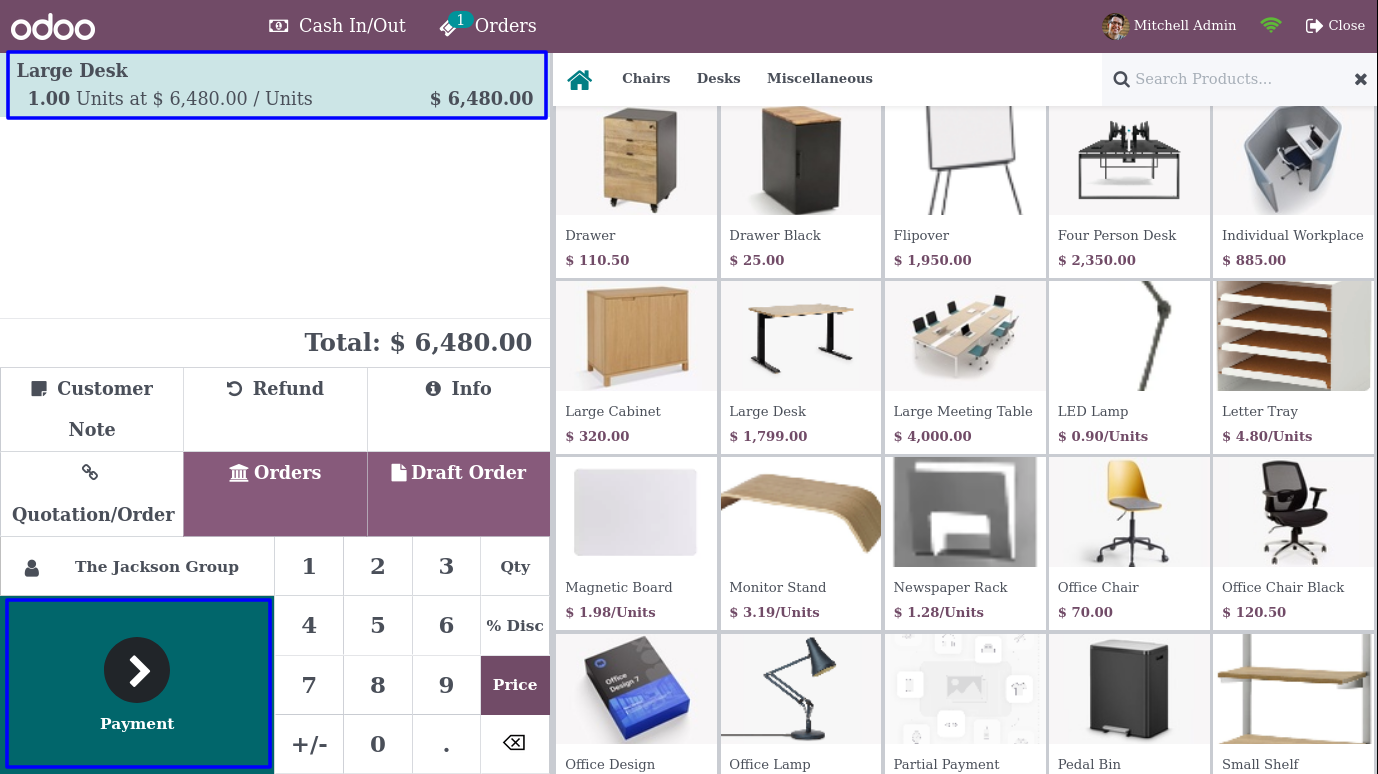 odoo
Cash In/Out
1
Orders
Mitchell Admin
Close
Large Desk
1.00 Units at $ 6,480.00 / Units
$ 6,480.00
Total: $ 6,480.00
Customer
Note
Refund
Info
Quotation/Order
Orders
Draft Order
The Jackson Group
1 2 3 Qty
4 5 6 % Disc
7 8 9 Price
+/- 0 .
Payment
Chairs Desks Miscellaneous
Search Products...
Drawer
$ 110.50
Drawer Black
$ 25.00
Flipover
$ 1,950.00
Four Person Desk
$ 2,350.00
Individual Workplace
$ 885.00
Large Cabinet
$ 320.00
Large Desk
$ 1,799.00
Large Meeting Table
$ 4,000.00
LED Lamp
$ 0.90/Units
Letter Tray
$ 4.80/Units
Magnetic Board
$ 1.98/Units
Monitor Stand
$ 3.19/Units
Newspaper Rack
$ 1.28/Units
Office Chair
$ 70.00
Office Chair Black
$ 120.50
Office
Design 7
Office Design
Office Lamp
Partial Payment
Pedal Bin
Small Shelf